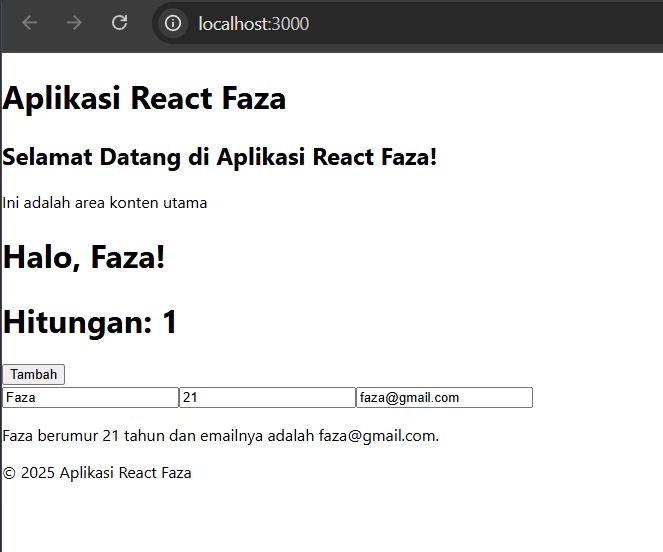 localhost:3000
Aplikasi React Faza
Selamat Datang di Aplikasi React Faza!
Ini adalah area konten utama
Halo, Faza!
Hitungan: 1
Tambah
Faza 21 faza@gmail.com
Faza berumur 21 tahun dan emailnya adalah faza@gmail.com.
© 2025 Aplikasi React Faza